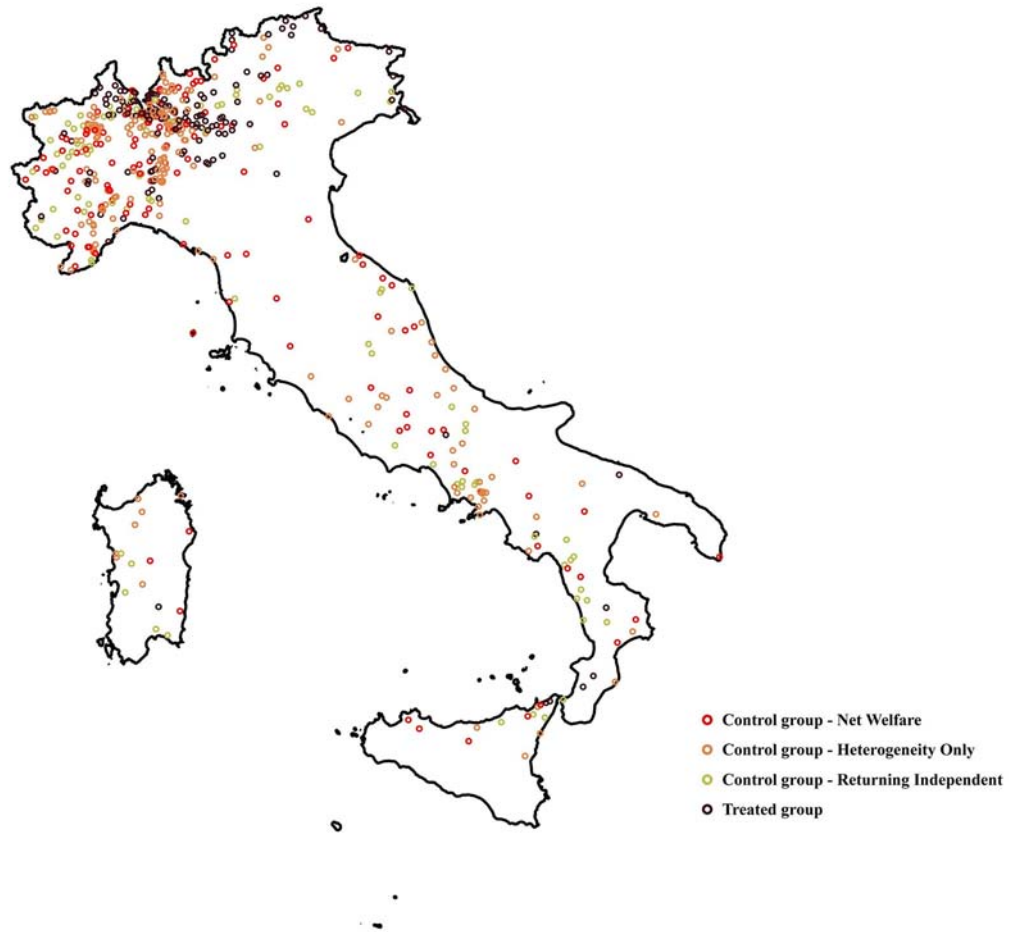 Control group - Net Welfare
Control group - Heterogeneity Only
Control group - Returning Independent
Treated group